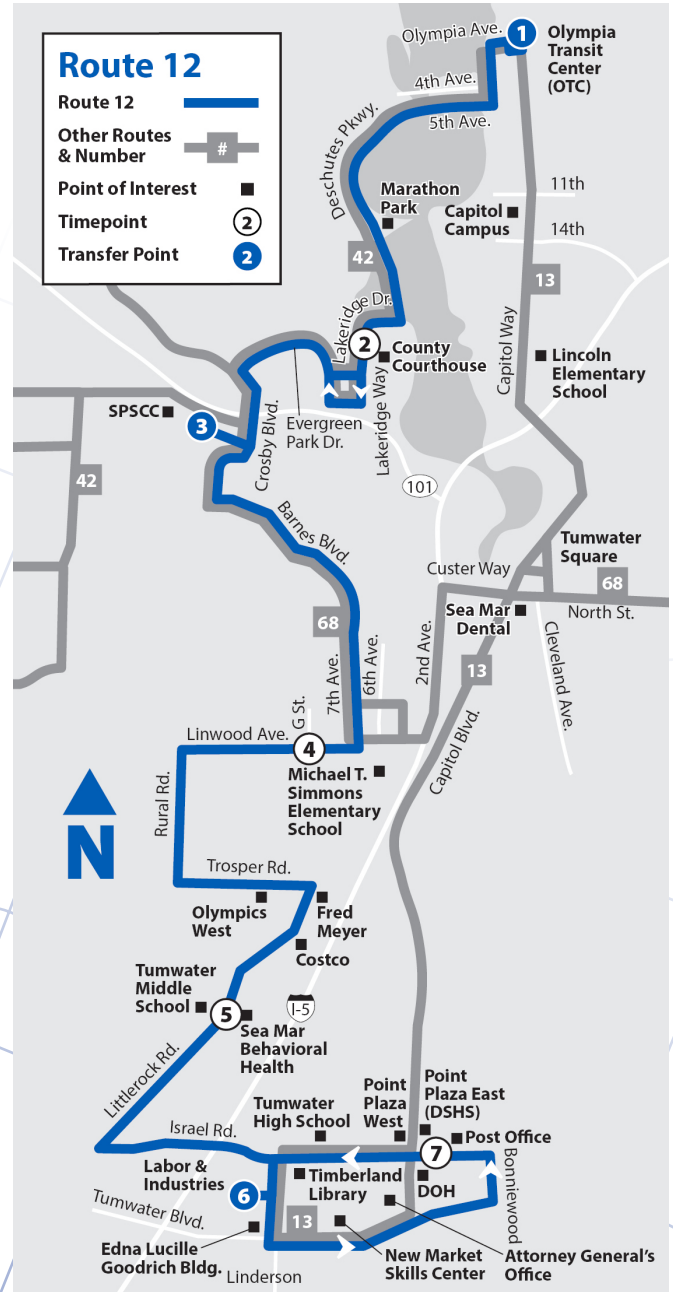 Route 12
Route 12
Other Routes
& Number
#
Point of Interest
Timepoint
2
Transfer Point
2
Olympia Ave.
1
Olympia
Transit
Center
(OTC)
4th Ave.
5th Ave.
Deschutes Pkwy.
Marathon
Park
Capitol
Campus
11th
14th
42
13
Lakeridge Dr.
2
County
Courthouse
Capitol Way
Lincoln
Elementary
School
SPSCC
3
Crosby Blvd.
Evergreen
Park Dr.
Lakeridge Way
42
101
Barnes Blvd.
Tumwater
Square
Custer Way
68
North St.
Sea Mar
Dental
68
7th Ave.
6th Ave.
2nd Ave.
13
Cleveland Ave.
G St.
Linwood Ave.
4
Capitol Blvd.
Michael T.
Simmons
Elementary
School
N
Rural Rd.
Trosper Rd.
Olympics
West
Fred
Meyer
Costco
Tumwater
Middle
School
5
I-5
Sea Mar
Behavioral
Health
Littlerock Rd.
Israel Rd.
Tumwater
High School
Point
Plaza
West
Point
Plaza East
(DSHS)
7
Post Office
Labor &
Industries
6
Timberland
Library
DOH
Bonniewood
Tumwater Blvd.
13
Edna Lucille
Goodrich Bldg.
Linderson
New Market
Skills Center
Attorney General's
Office